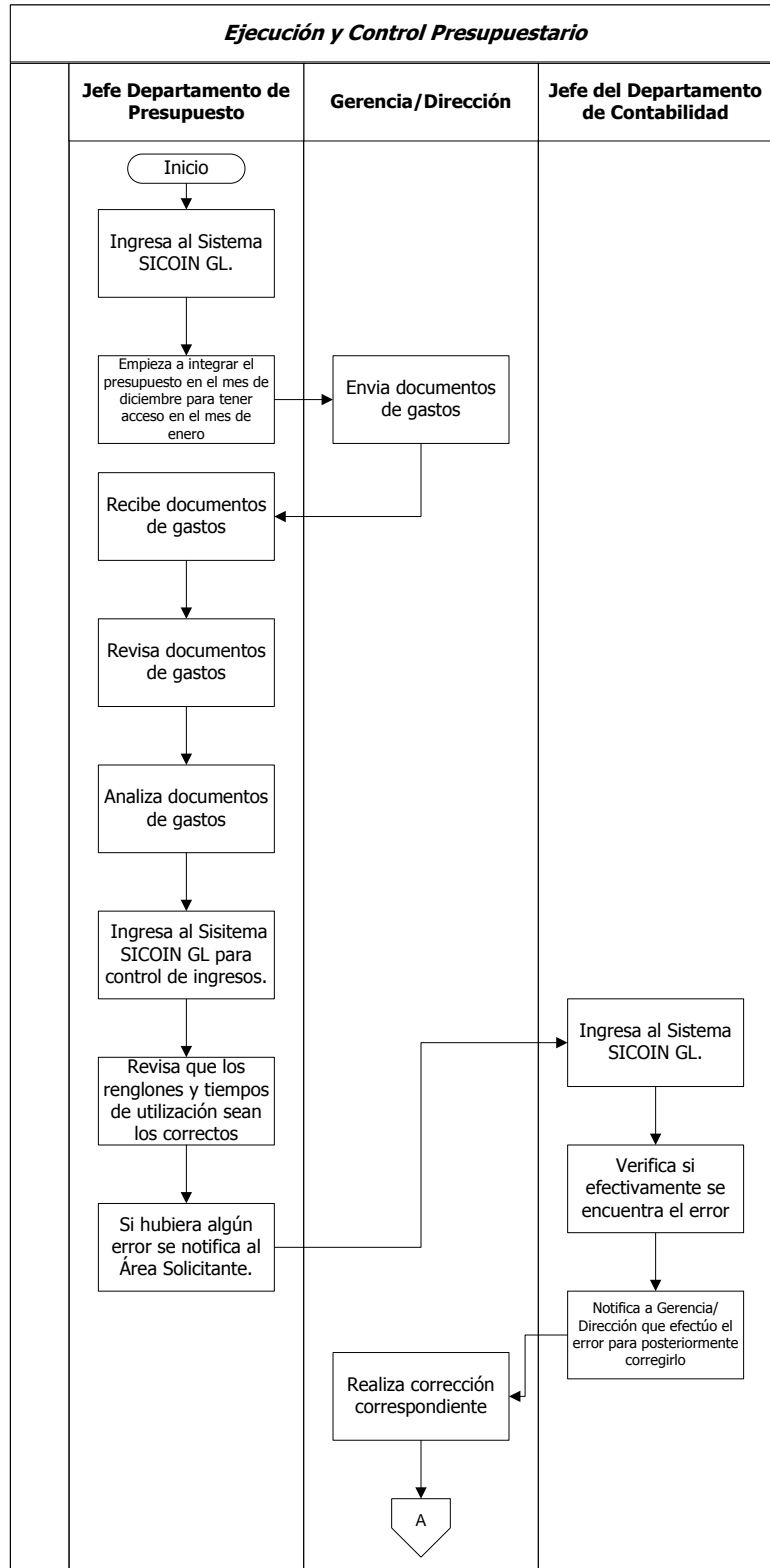 Ejecución y Control Presupuestario
Jefe Departamento de
Presupuesto
Gerencia/Dirección
Jefe del Departamento
de Contabilidad
Inicio
Ingresa al Sistema
SICOIN GL.
Empieza a integrar el
presupuesto en el mes de
diciembre para tener
acceso en el mes de
enero
Envia documentos
de gastos
Recibe documentos
de gastos
Revisa documentos
de gastos
Analiza documentos
de gastos
Ingresa al Sisitema
SICOIN GL para
control de ingresos.
Revisa que los
renglones y tiempos
de utilización sean
los correctos
Si hubiera algún
error se notifica al
Área Solicitante.
Ingresa al Sistema
SICOIN GL.
Verifica si
efectivamente se
encuentra el error
Notifica a Gerencia/
Dirección que efectúo el
error para posteriormente
corregirlo
Realiza corrección
correspondiente
A